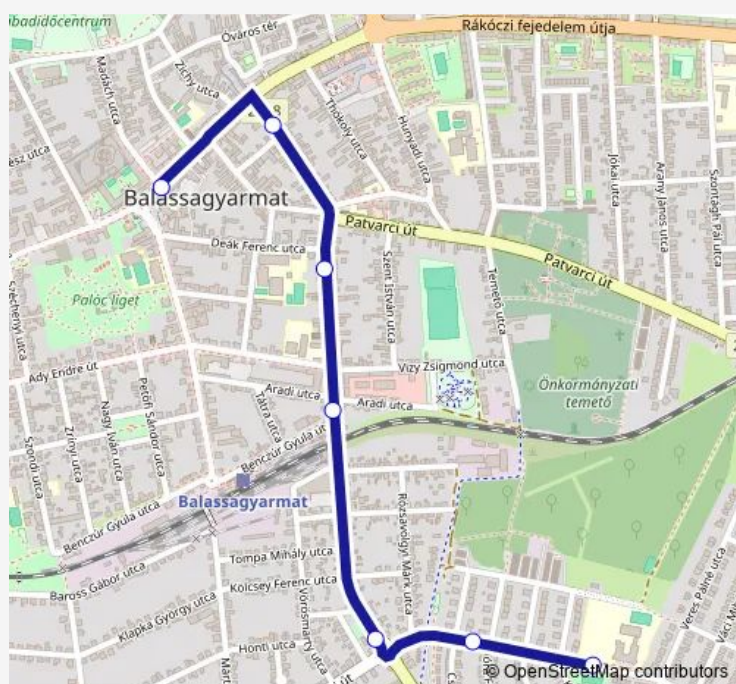 Rákóczi fejedelem útja
Óváros tér
Madách utca
Zichy utca
Thököly utca
Hunyadi utca
Jókai utca
Arany János utca
Szontágh Pál utca
Balassagyarmat
Patvarci út
Deák Ferenc utca
Szent István utca
Temető utca
Patvarci út
Palóc liget
Széchenyi utca
Ady Endre út
Vizy Zsigmond utca
Önkormányzati
temető
Aradi utca
Aradi utca
Tátra utca
Petőfi Sándor utca
Nagy Iván utca
Zrínyi utca
Szondi utca
Benczúr Gyula út
Balassagyarmat
Benczúr Gyula utca
Rózsavölgyi Márk utca
Tompa Mihály utca
Baross Gábor utca
Kölcsey Ferenc utca
Vörösmarty utca
Klapka György utca
Honti utca
Veres Pálné utca
© OpenStreetMap contributors